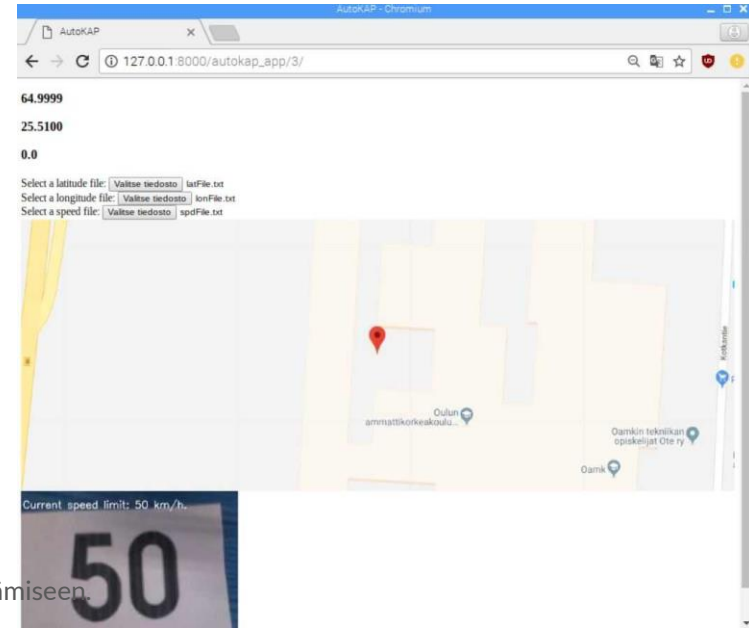 AutoKAP - Chromium
AutoKAP
127.0.0.1:8000/autokap_app/3/
64.9999
25.5100
0.0
Select a latitude file: Valitse tiedosto latFile.txt
Select a longitude file: Valitse tiedosto lonFile.txt
Select a speed file: Valitse tiedosto spdFile.txt
Kotkantie
Oulun
ammattikorkeakoulu...
Oamkin tekniikan
opiskelijat Ote ry
Oamk
Current speed limit: 50 km/h.
50
ämiseen.